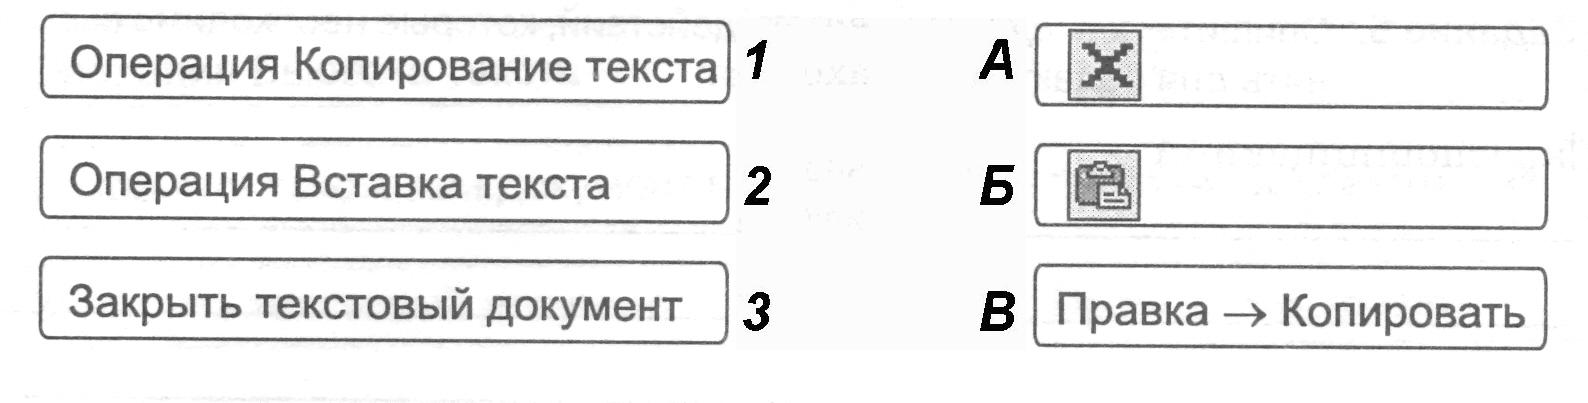 Операция Копирование текста 1 А
Операция Вставка текста 2 Б
Закрыть текстовый документ 3 В Правка → Копировать